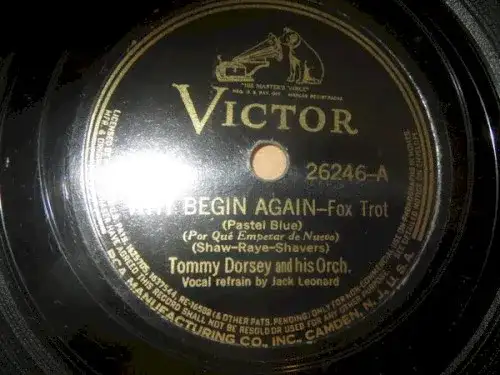 "HIS MASTER'S VOICE"
VICTOR
26246-A
BEGIN AGAIN-Fox Trot
(Pastel Blue)
(Por Qué Empezar de Nuevo)
(Shaw-Raye-Shavers)
Tommy Dorsey and his Orch.
Vocal refrain by Jack Leonard
RCA MANUFACTURING CO., INC. CAMDEN, N.J., U.S.A.